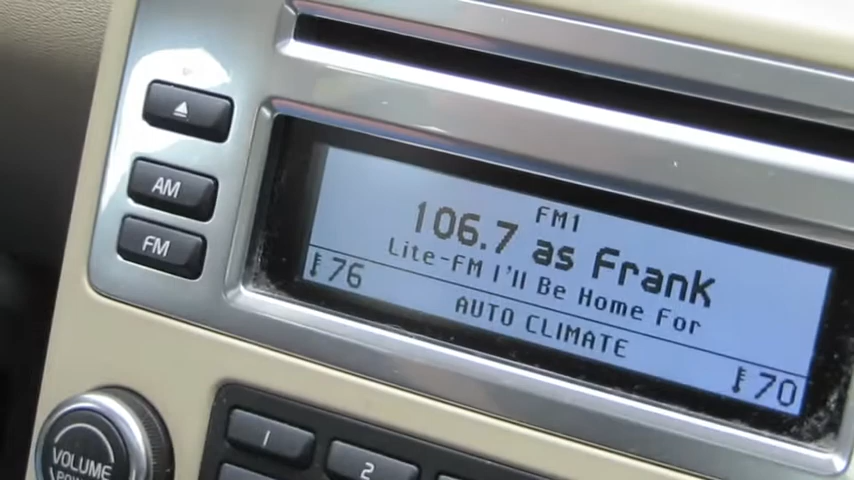 AM
FM
FM1
106.7 as Frank
Lite-FM I'll Be Home For
76
AUTO CLIMATE
70
VOLUME
1
2